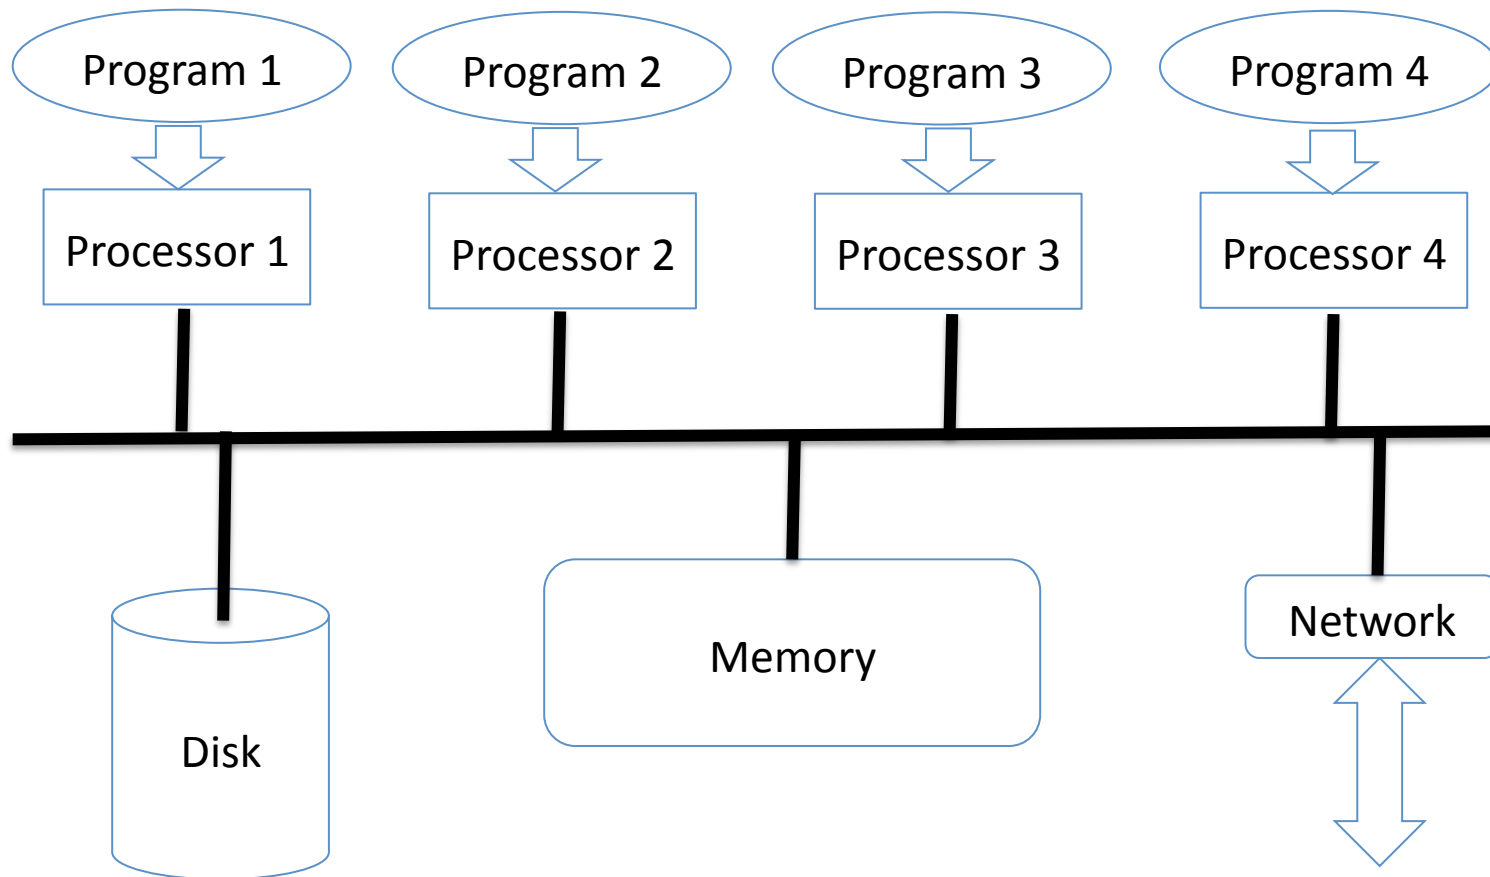 Program 1
Program 2
Program 3
Program 4
Processor 1
Processor 2
Processor 3
Processor 4
Disk
Memory
Network